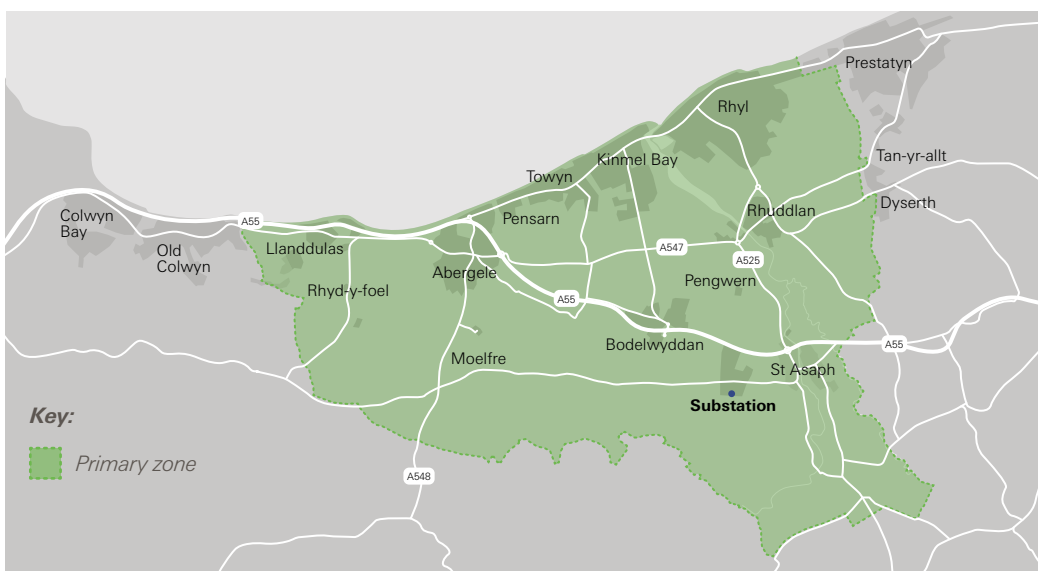 Prestatyn
Rhyl
Tan-yr-allt
Kinmel Bay
Towyn
Dyserth
Rhuddlan
Colwyn
Bay
A55
Pensarn
Old
Colwyn
Llanddulas
A547
A525
Abergele
Pengwern
Rhyd-y-foel
A55
Bodelwyddan
A55
Moelfre
St Asaph
Substation
Key:
Primary zone
A548